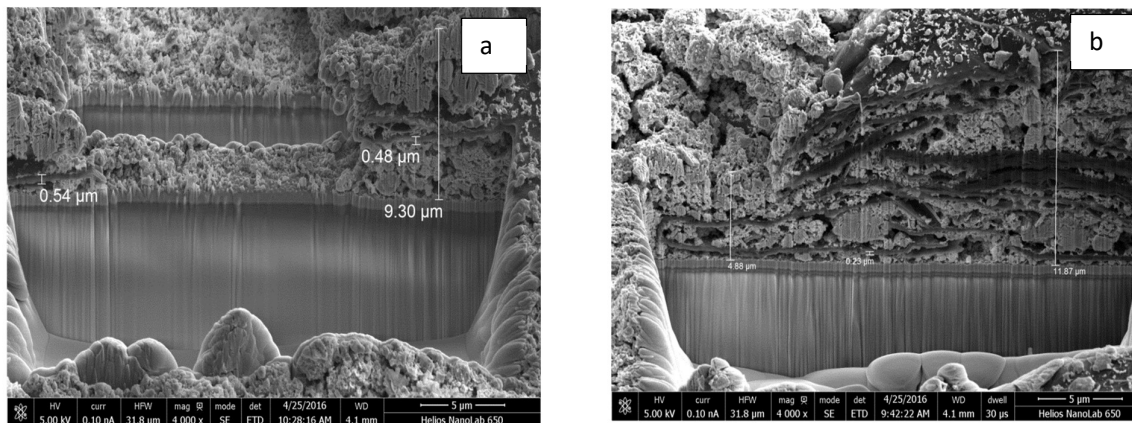 a
0.48 µm
0.54 µm
9.30 µm
HV curr HFW mag mode det 4/25/2016 WD 5 µm
5.00 kV 0.10 nA 31.8 µm 4 000 x SE ETD 10:28:16 AM 4.1 mm Helios NanoLab 650
b
4.88 µm
0.23 µm
11.87 µm
HV curr HFW mag mode det 4/25/2016 WD dwell 5 µm
5.00 kV 0.10 nA 31.8 µm 4 000 x SE ETD 9:42:22 AM 4.1 mm 30 µs Helios NanoLab 650